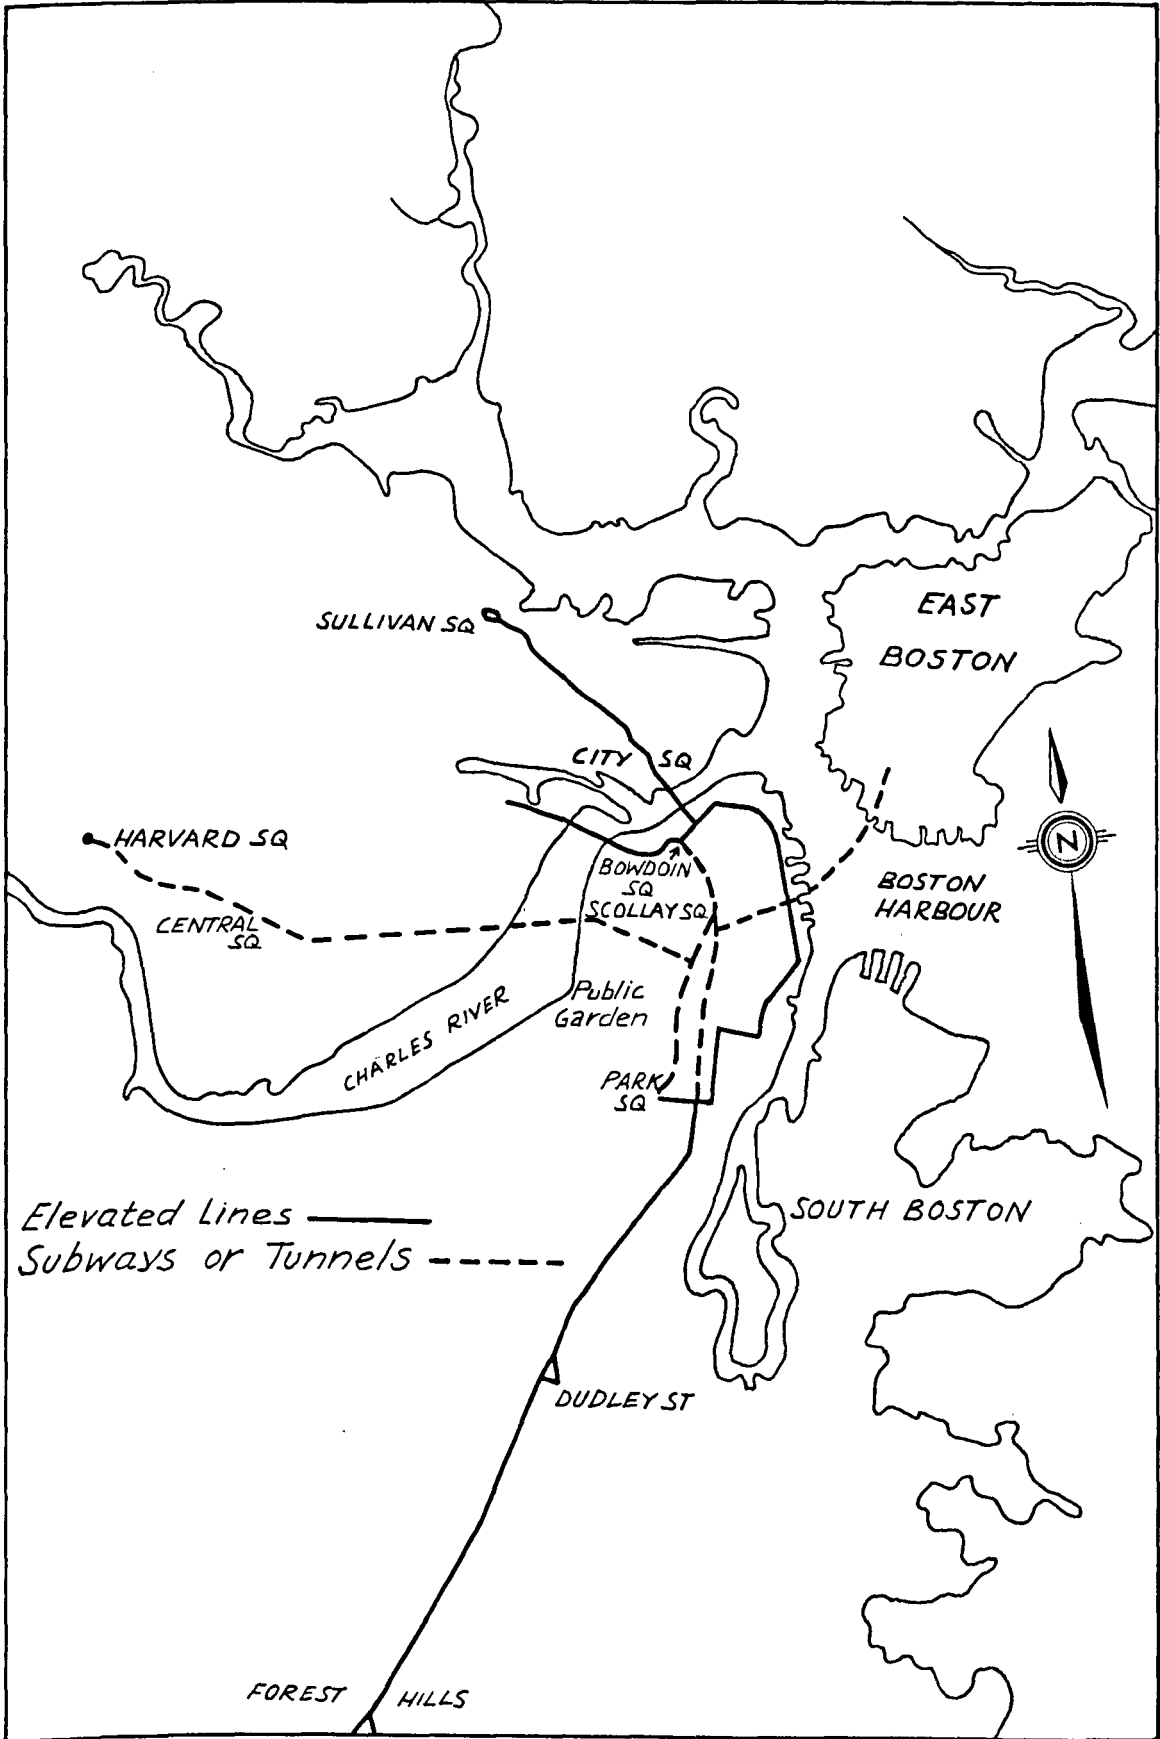 EAST
BOSTON
SULLIVAN SQ
CITY SQ
HARVARD SQ
BOWDOIN
SQ
SCOLLAY SQ
BOSTON
HARBOUR
CENTRAL
SQ
Public
Garden
CHARLES RIVER
PARK
SQ
N
SOUTH BOSTON
Elevated Lines
Subways or Tunnels
DUDLEY ST
FOREST HILLS